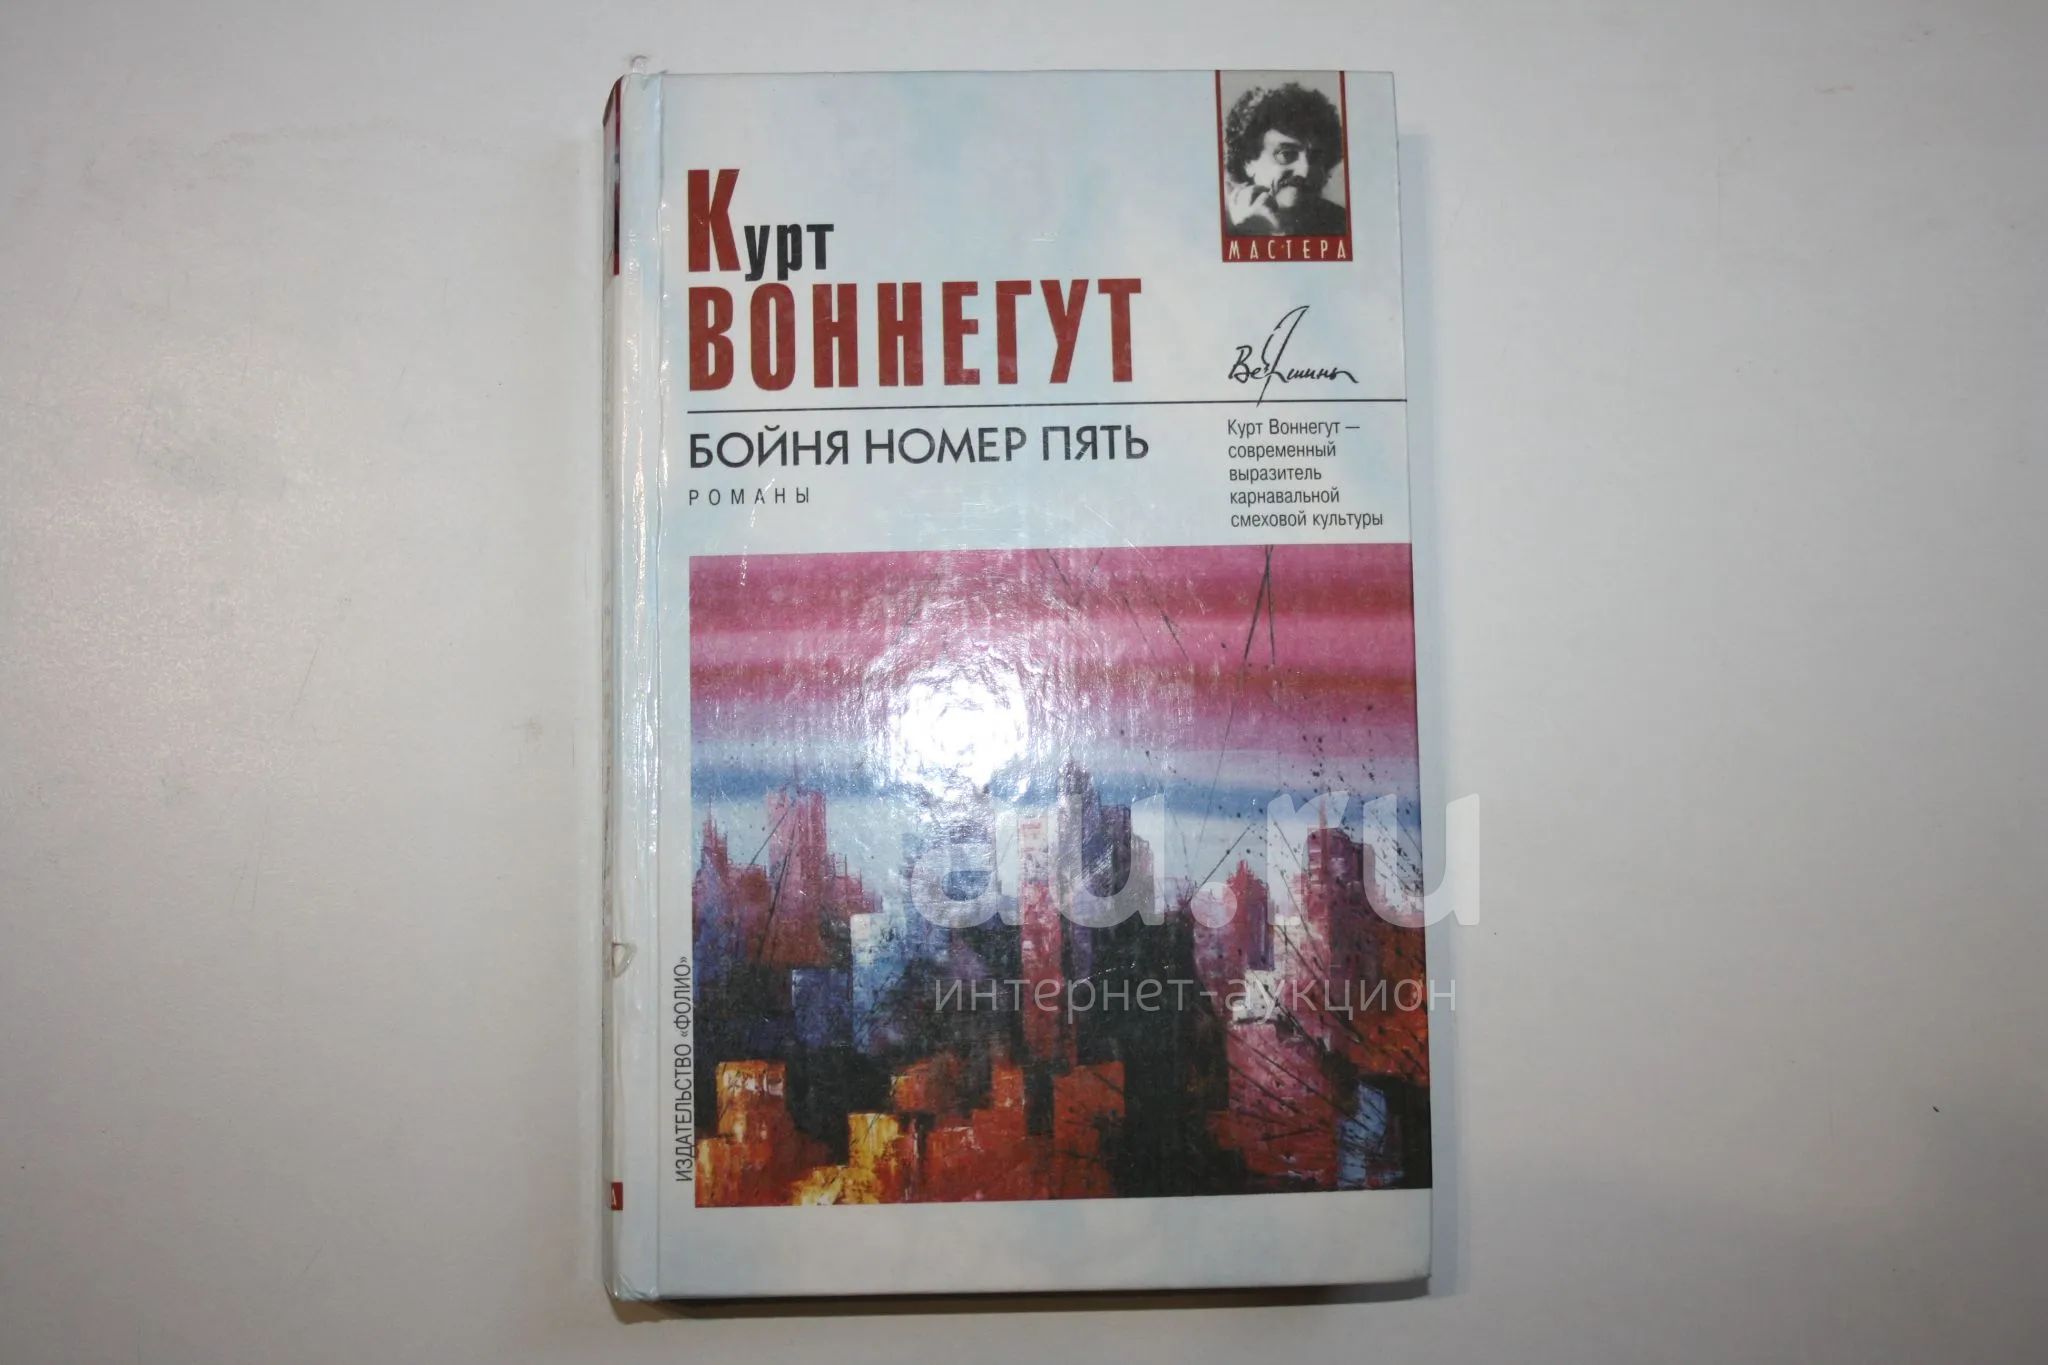 МАСТЕРА
Курт
ВОННЕГУТ
Вершины
БОЙНЯ НОМЕР ПЯТЬ
РОМАНЫ
Курт Воннегут —
современный
выразитель
карнавальной
смеховой культуры
ИЗДАТЕЛЬСТВО «ФОЛИО»
au.ru
интернет-аукцион